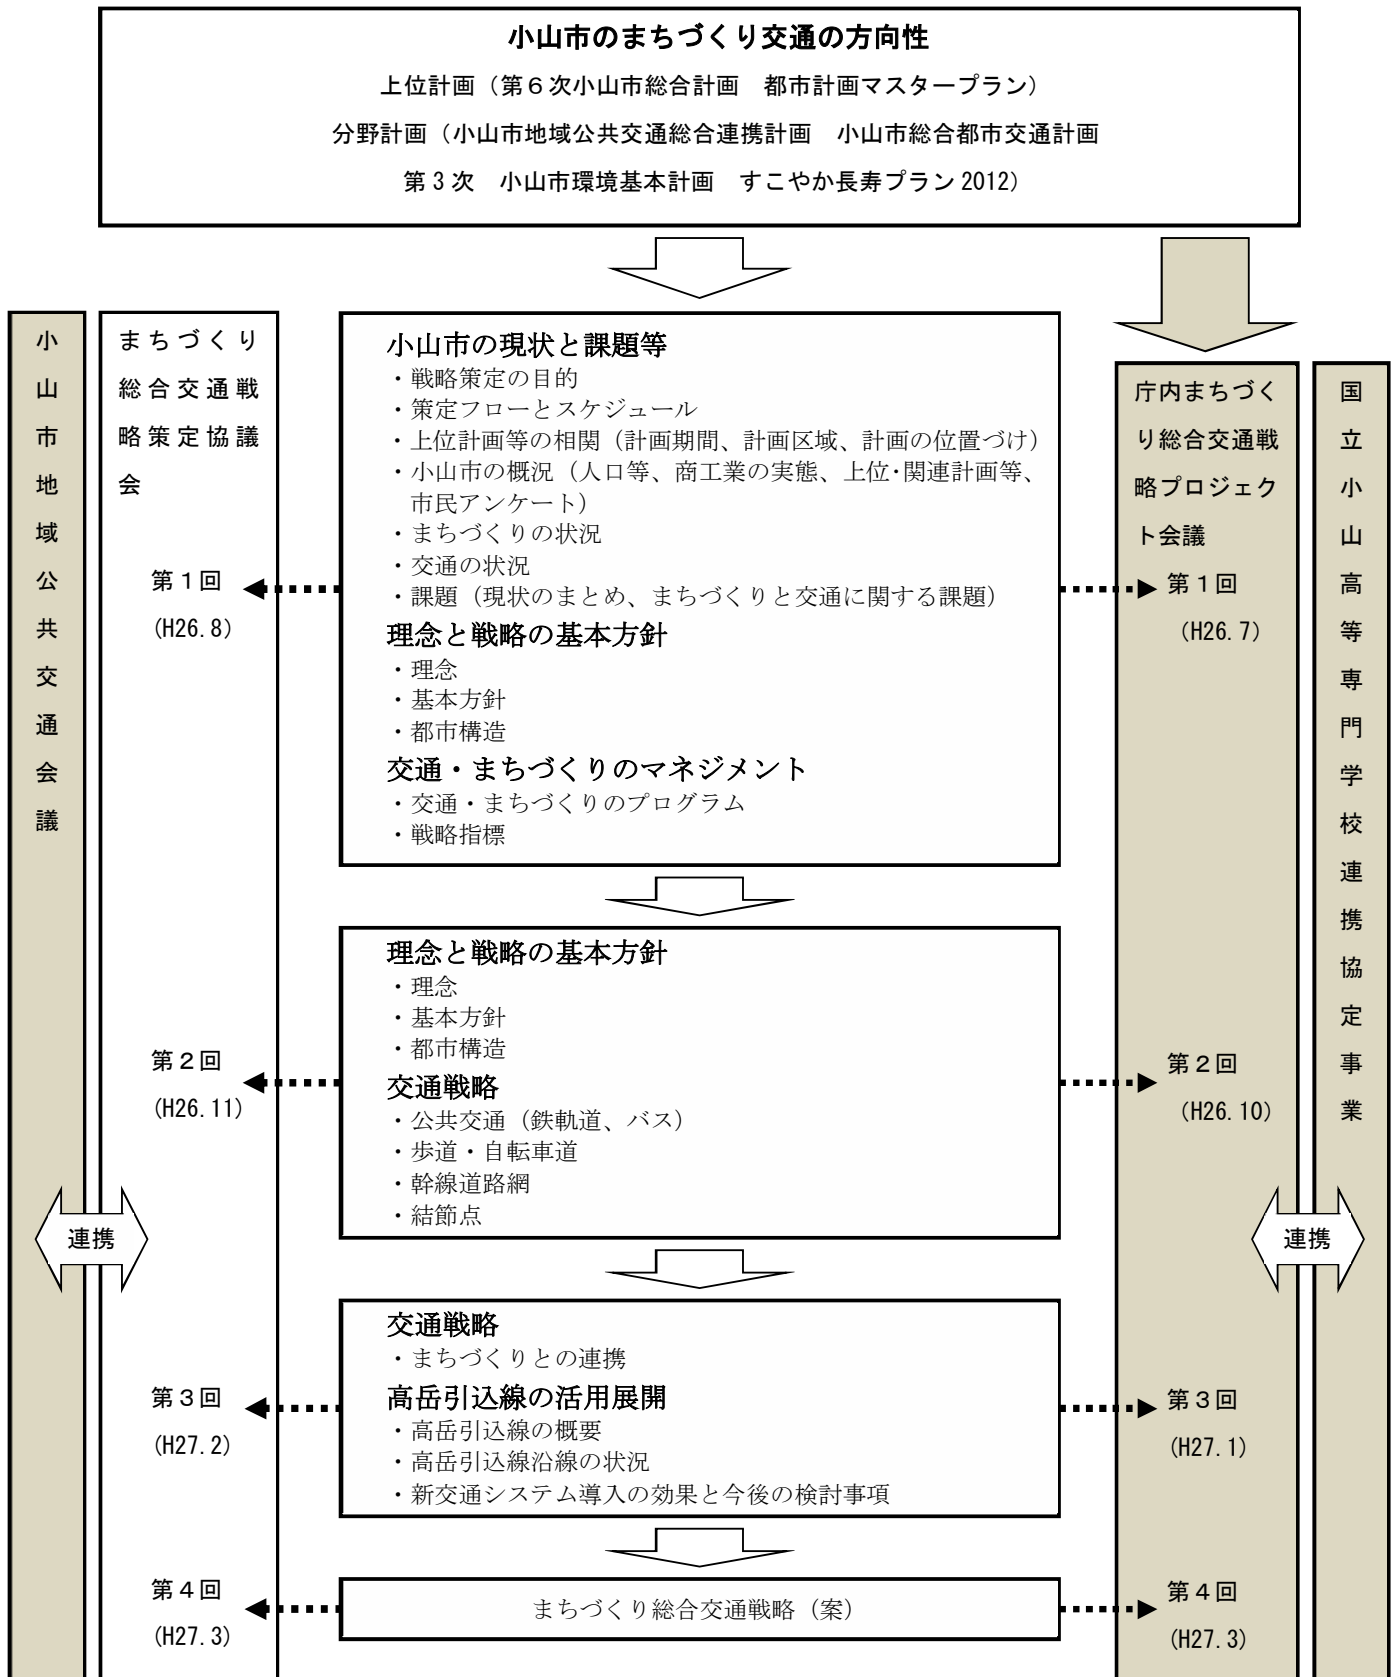 小山市のまちづくり交通の方向性
上位計画（第６次小山市総合計画　都市計画マスタープラン）
分野計画（小山市地域公共交通総合連携計画　小山市総合都市交通計画
第3次　小山市環境基本計画　すこやか長寿プラン2012）
小山市地域公共交通会議
まちづくり
総合交通戦
略策定協議
会
第1回
（H26.8）
第2回
（H26.11）
連携
第3回
（H27.2）
第4回
（H27.3）
小山市の現状と課題等
・戦略策定の目的
・策定フローとスケジュール
・上位計画等の相関（計画期間、計画区域、計画の位置づけ）
・小山市の概況（人口等、商工業の実態、上位・関連計画等、
市民アンケート）
・まちづくりの状況
・交通の状況
・課題（現状のまとめ、まちづくりと交通に関する課題）
理念と戦略の基本方針
・理念
・基本方針
・都市構造
交通・まちづくりのマネジメント
・交通・まちづくりのプログラム
・戦略指標
理念と戦略の基本方針
・理念
・基本方針
・都市構造
交通戦略
・公共交通（鉄軌道、バス）
・歩道・自転車道
・幹線道路網
・結節点
交通戦略
・まちづくりとの連携
高岳引込線の活用展開
・高岳引込線の概要
・高岳引込線沿線の状況
・新交通システム導入の効果と今後の検討事項
まちづくり総合交通戦略（案）
庁内まちづく
り総合交通戦
略プロジェク
ト会議
第1回
（H26.7）
第2回
（H26.10）
連携
第3回
（H27.1）
第4回
（H27.3）
国立小山高等専門学校連携協定事業